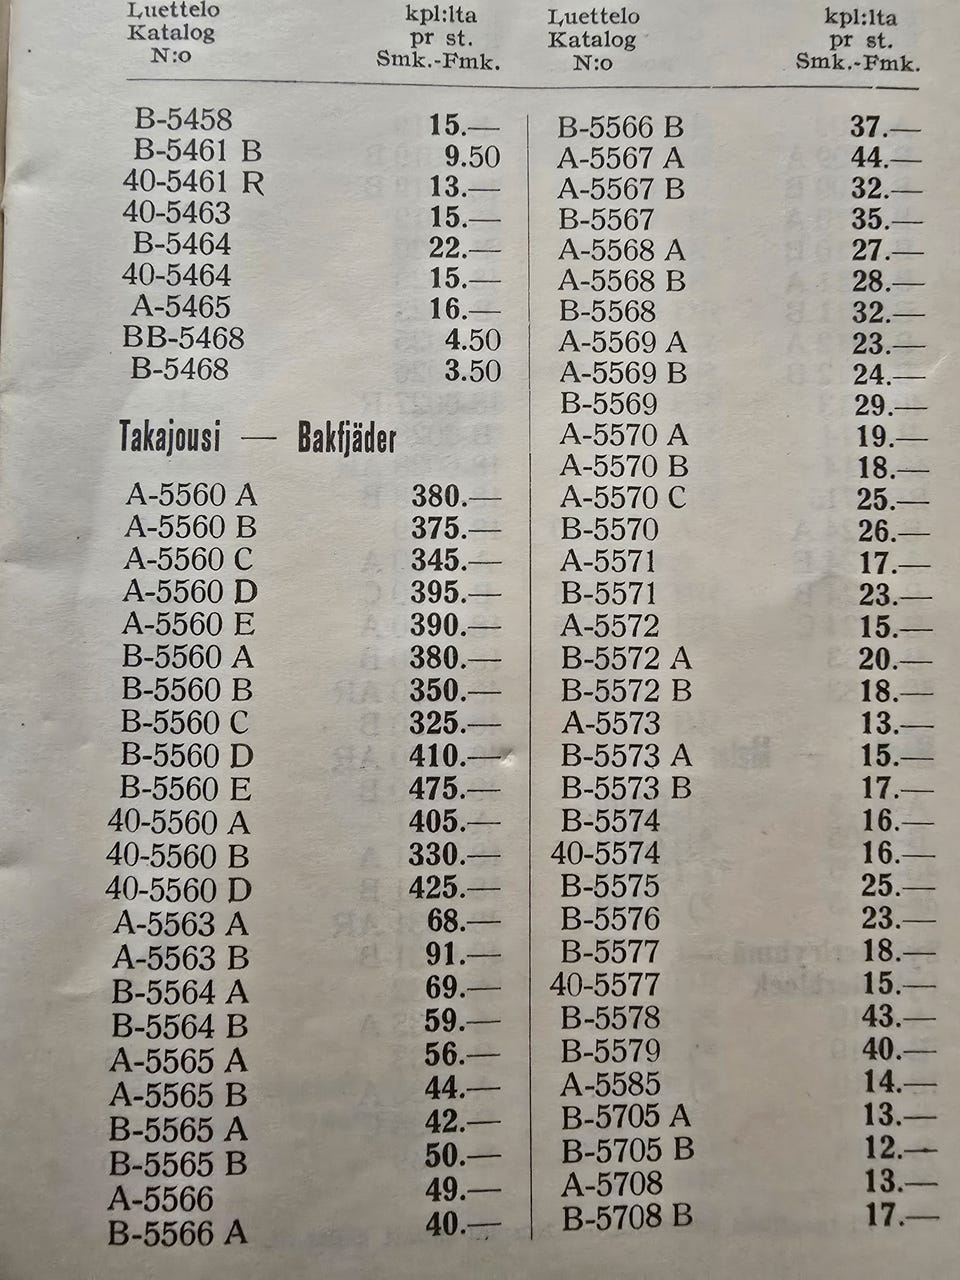 Luettelo
Katalog
N:o
kpl:lta
pr st.
Smk.-Fmk.
B-5458 15.—
B-5461 B 9.50
40-5461 R 13.—
40-5463 15.—
B-5464 22.—
40-5464 15.—
A-5465 16.—
BB-5468 4.50
B-5468 3.50
Takajousi — Bakfjäder
A-5560 A 380.—
A-5560 B 375.—
A-5560 C 345.—
A-5560 D 395.—
A-5560 E 390.—
B-5560 A 380.—
B-5560 B 350.—
B-5560 C 325.—
B-5560 D 410.—
B-5560 E 475.—
40-5560 A 405.—
40-5560 B 330.—
40-5560 D 425.—
A-5563 A 68.—
A-5563 B 91.—
B-5564 A 69.—
B-5564 B 59.—
A-5565 A 56.—
A-5565 B 44.—
B-5565 A 42.—
B-5565 B 50.—
A-5566 49.—
B-5566 A 40.—
Luettelo
Katalog
N:o
kpl:lta
pr st.
Smk.-Fmk.
B-5566 B 37.—
A-5567 A 44.—
A-5567 B 32.—
B-5567 35.—
A-5568 A 27.—
A-5568 B 28.—
B-5568 32.—
A-5569 A 23.—
A-5569 B 24.—
B-5569 29.—
A-5570 A 19.—
A-5570 B 18.—
A-5570 C 25.—
B-5570 26.—
A-5571 17.—
B-5571 23.—
A-5572 15.—
B-5572 A 20.—
B-5572 B 18.—
A-5573 13.—
B-5573 A 15.—
B-5573 B 17.—
B-5574 16.—
40-5574 16.—
B-5575 25.—
B-5576 23.—
B-5577 18.—
40-5577 15.—
B-5578 43.—
B-5579 40.—
A-5585 14.—
B-5705 A 13.—
B-5705 B 12.—
A-5708 13.—
B-5708 B 17.—